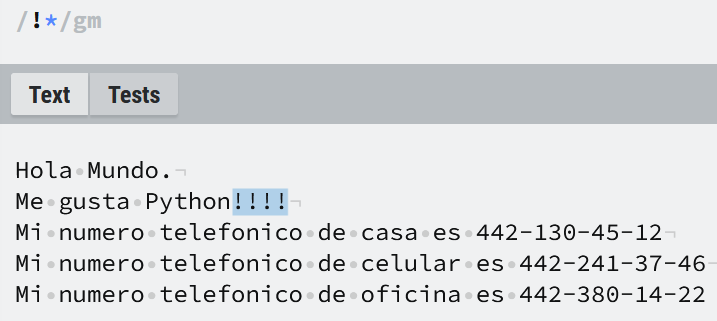 /!*/gm
Text Tests
Hola Mundo.¬
Me gusta Python!!!!¬
Mi numero telefonico de casa es 442-130-45-12¬
Mi numero telefonico de celular es 442-241-37-46¬
Mi numero telefonico de oficina es 442-380-14-22